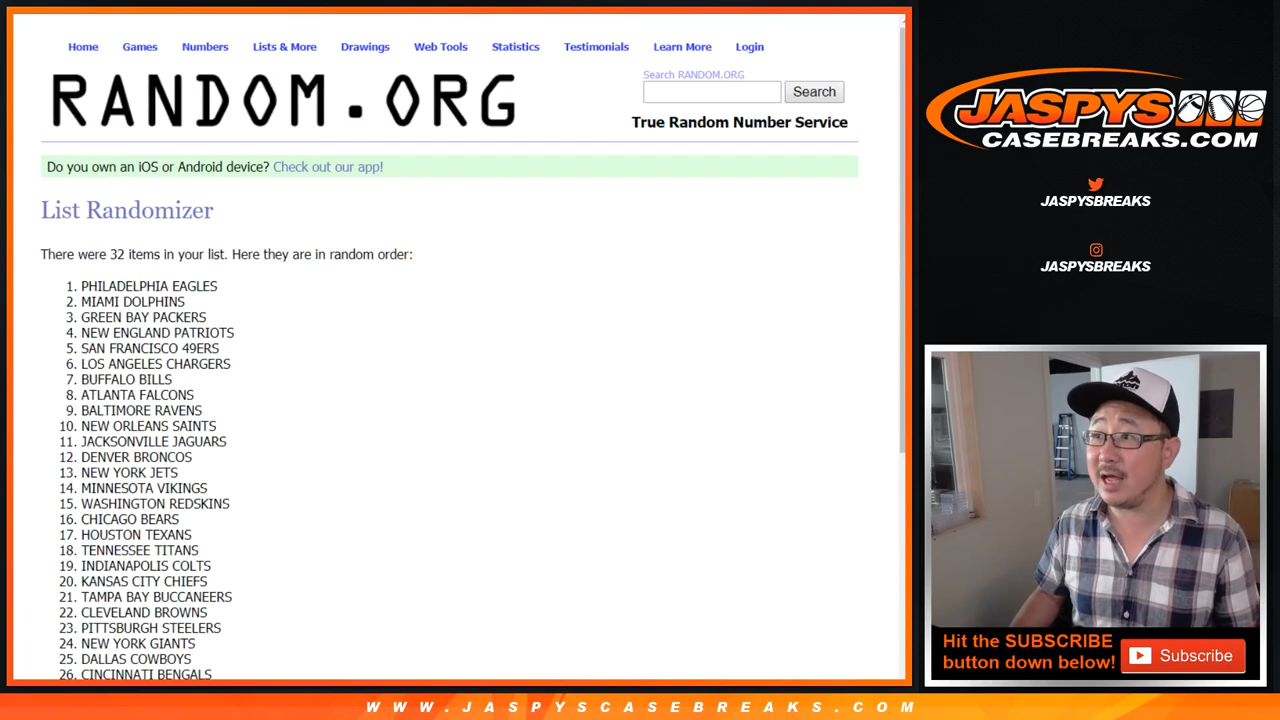 Home Games Numbers Lists & More Drawings Web Tools Statistics Testimonials Learn More Login
RANDOM.ORG
Search RANDOM.ORG
Search
True Random Number Service
Do you own an iOS or Android device? Check out our app!
List Randomizer
There were 32 items in your list. Here they are in random order:
1. PHILADELPHIA EAGLES
2. MIAMI DOLPHINS
3. GREEN BAY PACKERS
4. NEW ENGLAND PATRIOTS
5. SAN FRANCISCO 49ERS
6. LOS ANGELES CHARGERS
7. BUFFALO BILLS
8. ATLANTA FALCONS
9. BALTIMORE RAVENS
10. NEW ORLEANS SAINTS
11. JACKSONVILLE JAGUARS
12. DENVER BRONCOS
13. NEW YORK JETS
14. MINNESOTA VIKINGS
15. WASHINGTON REDSKINS
16. CHICAGO BEARS
17. HOUSTON TEXANS
18. TENNESSEE TITANS
19. INDIANAPOLIS COLTS
20. KANSAS CITY CHIEFS
21. TAMPA BAY BUCCANEERS
22. CLEVELAND BROWNS
23. PITTSBURGH STEELERS
24. NEW YORK GIANTS
25. DALLAS COWBOYS
26. CINCINNATI BENGALS
JASPYS
CASEBREAKS.COM
JASPYSBREAKS
JASPYSBREAKS
Hit the SUBSCRIBE
button down below!
Subscribe
WWW.JASPYSCASEBREAKS.COM